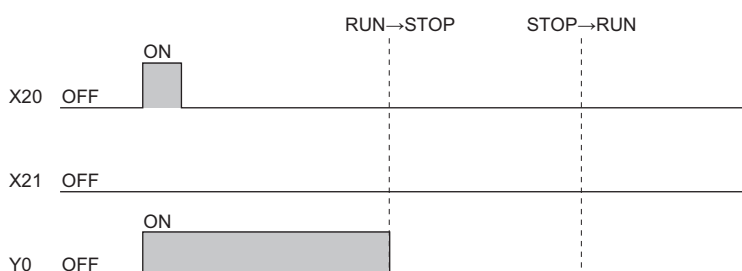 RUN→STOP STOP→RUN
ON
X20 OFF
X21 OFF
ON
Y0 OFF